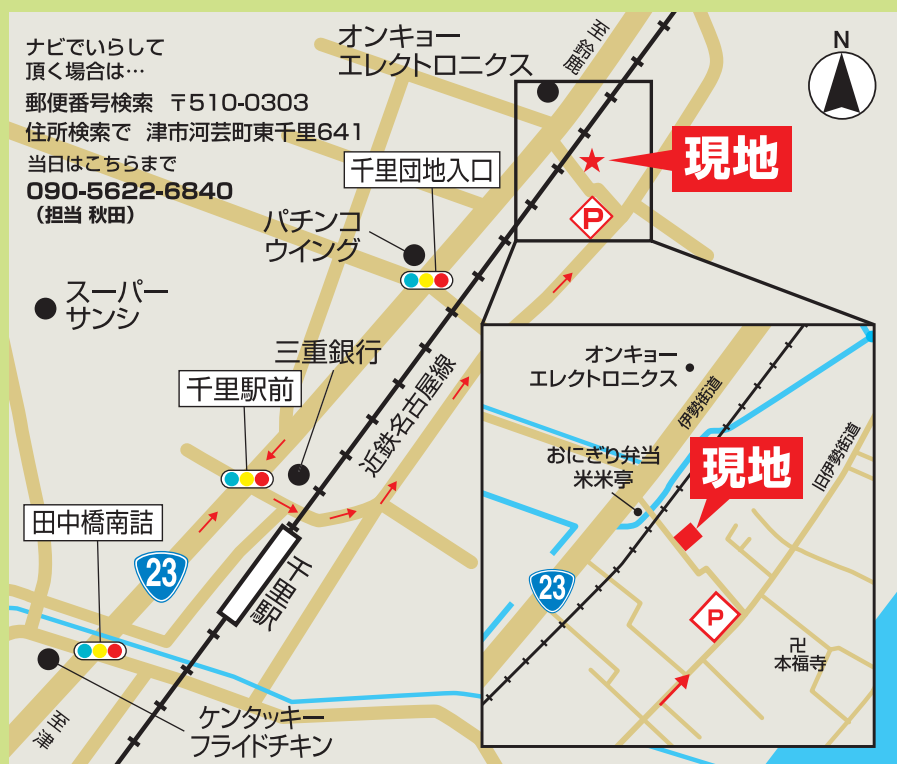 ナビでいらして
頂く場合は…
郵便番号検索 〒510-0303
住所検索で 津市河芸町東千里641
当日はこちらまで
090-5622-6840
（担当 秋田）
オンキョー
エレクトロニクス
至鈴鹿
N
現地
千里団地入口
P
パチンコ
ウイング
スーパー
サンシ
三重銀行
千里駅前
近鉄名古屋線
田中橋南詰
23
千里駅
至津
ケンタッキー
フライドチキン
オンキョー
エレクトロニクス
伊勢街道
旧伊勢街道
おにぎり弁当
米米亭
現地
23
P
卍
本福寺